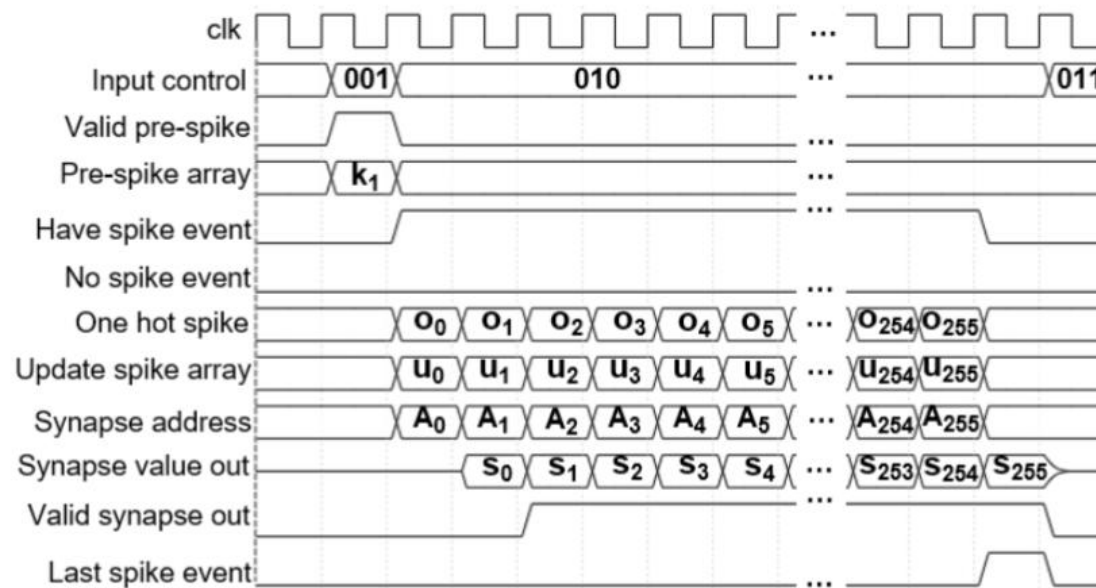 clk ...
Input control 001 010 ... 011
Valid pre-spike ...
Pre-spike array k₁ ...
Have spike event ...
No spike event ...
One hot spike o₀ o₁ o₂ o₃ o₄ o₅ ... o₂₅₄ o₂₅₅
Update spike array u₀ u₁ u₂ u₃ u₄ u₅ ... u₂₅₄ u₂₅₅
Synapse address A₀ A₁ A₂ A₃ A₄ A₅ ... A₂₅₄ A₂₅₅
Synapse value out s₀ s₁ s₂ s₃ s₄ ... s₂₅₃ s₂₅₄ s₂₅₅
Valid synapse out ...
Last spike event ...